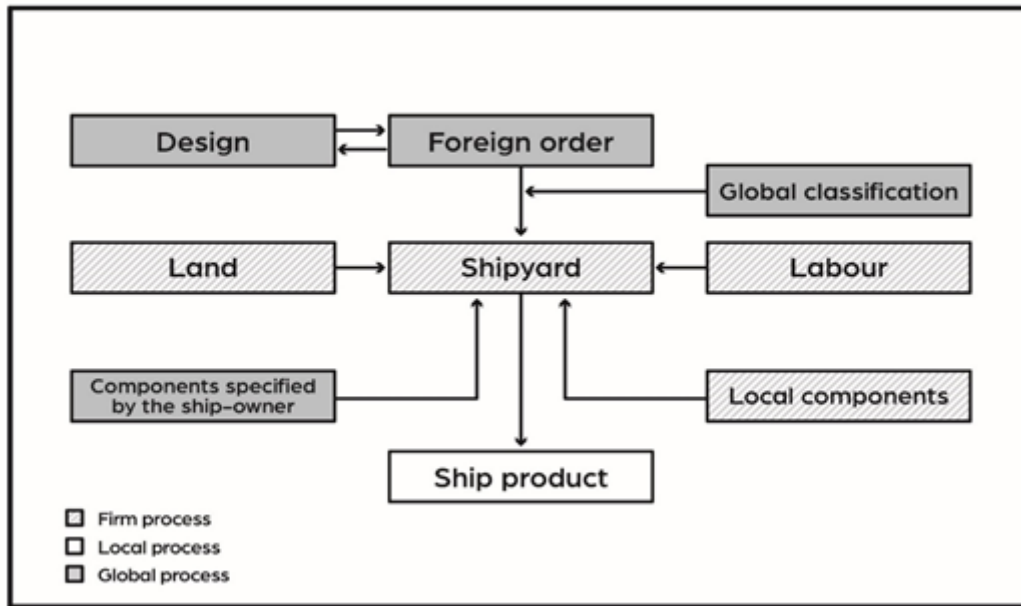 Design
Foreign order
Global classification
Land
Shipyard
Labour
Components specified
by the ship-owner
Local components
Ship product
Firm process
Local process
Global process